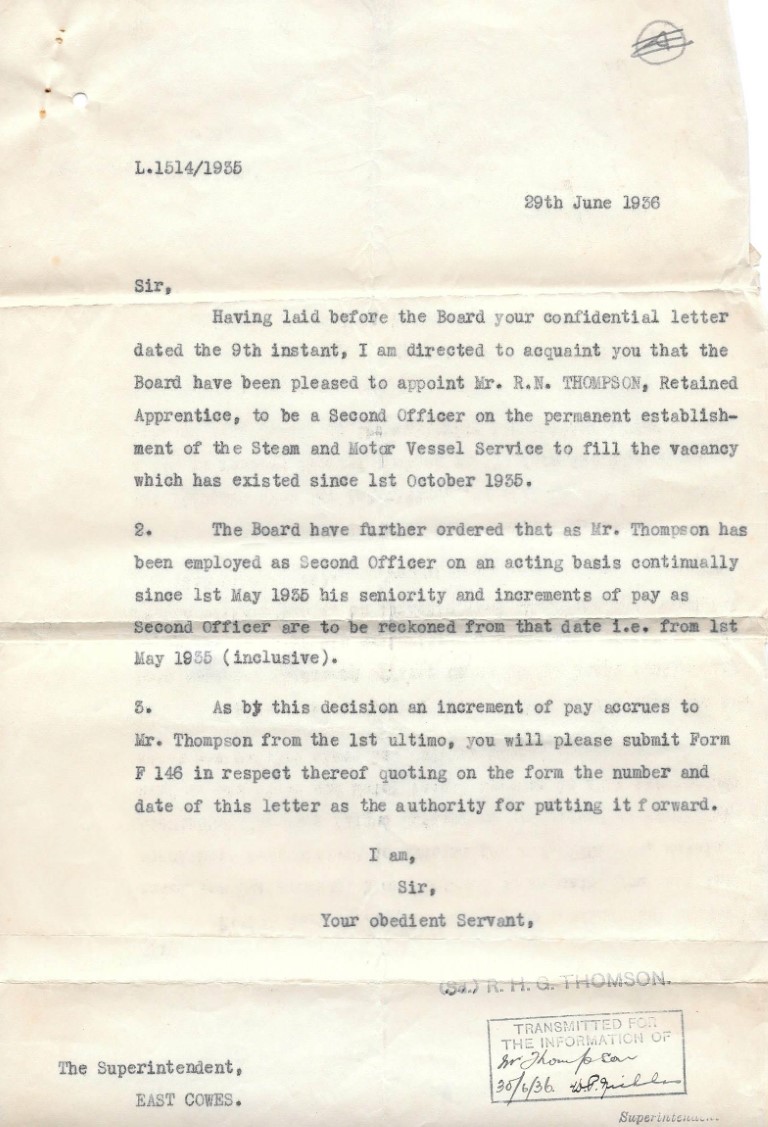 L.1514/1935
29th June 1936
Sir,
Having laid before the Board your confidential letter
dated the 9th instant, I am directed to acquaint you that the
Board have been pleased to appoint Mr. R.N. THOMPSON, Retained
Apprentice, to be a Second Officer on the permanent establish-
ment of the Steam and Motor Vessel Service to fill the vacancy
which has existed since 1st October 1935.
2. The Board have further ordered that as Mr. Thompson has
been employed as Second Officer on an acting basis continually
since 1st May 1935 his seniority and increments of pay as
Second Officer are to be reckoned from that date i.e. from 1st
May 1935 (inclusive).
3. As by this decision an increment of pay accrues to
Mr. Thompson from the 1st ultimo, you will please submit Form
F 146 in respect thereof quoting on the form the number and
date of this letter as the authority for putting it forward.
I am,
Sir,
Your obedient Servant,
(Sd.) R. H. G. THOMSON.
TRANSMITTED FOR
THE INFORMATION OF
Mr Thompson
30/6/36
The Superintendent,
EAST COWES.
Superintendent.